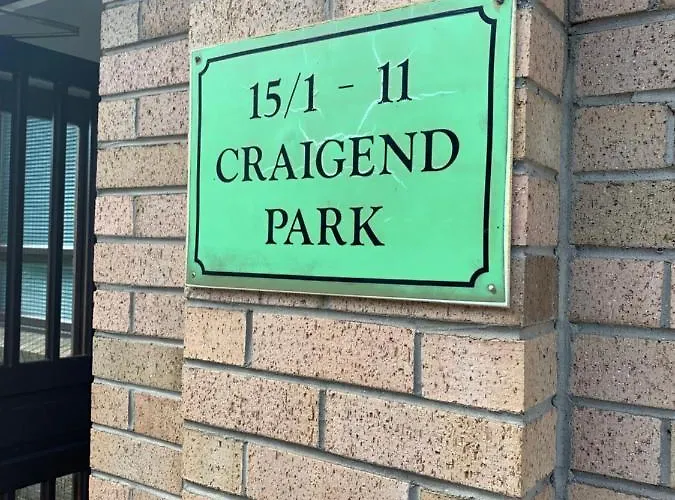 15/1 - 11
CRAIGEND
PARK